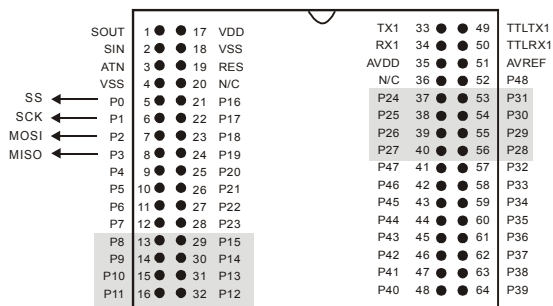 SOUT 1 17 VDD
SIN 2 18 VSS
ATN 3 19 RES
VSS 4 20 N/C
SS P0 5 21 P16
SCK P1 6 22 P17
MOSI P2 7 23 P18
MISO P3 8 24 P19
P4 9 25 P20
P5 10 26 P21
P6 11 27 P22
P7 12 28 P23
P8 13 29 P15
P9 14 30 P14
P10 15 31 P13
P11 16 32 P12
TX1 33 49 TTLTX1
RX1 34 50 TTLRX1
AVDD 35 51 AVREF
N/C 36 52 P48
P24 37 53 P31
P25 38 54 P30
P26 39 55 P29
P27 40 56 P28
P47 41 57 P32
P46 42 58 P33
P45 43 59 P34
P44 44 60 P35
P43 45 61 P36
P42 46 62 P37
P41 47 63 P38
P40 48 64 P39